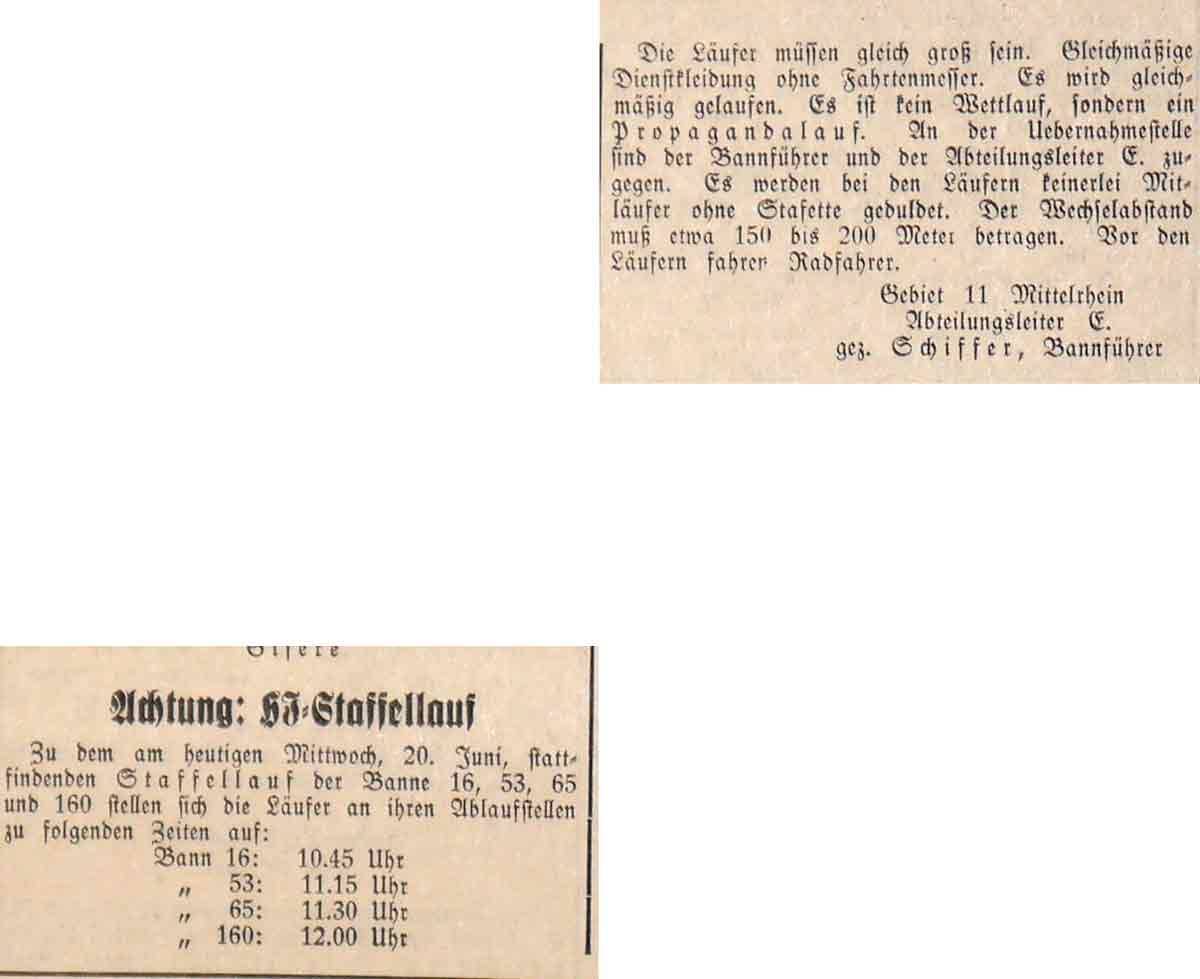 Achtung: HJ-Staffellauf
Zu dem am heutigen Mittwoch, 20. Juni, statt-
findenden Staffellauf der Banne 16, 53, 65
und 160 stellen sich die Läufer an ihren Ablaufstellen
zu folgenden Zeiten auf:
Bann 16: 10.45 Uhr
„ 53: 11.15 Uhr
„ 65: 11.30 Uhr
„ 160: 12.00 Uhr
Die Läufer müssen gleich groß sein. Gleichmäßige
Dienstkleidung ohne Fahrtenmesser. Es wird gleich-
mäßig gelaufen. Es ist kein Wettlauf, sondern ein
Propagandalauf. An der Uebernahmestelle
sind der Bannführer und der Abteilungsleiter E. zu-
gegen. Es werden bei den Läufern keinerlei Mit-
läufer ohne Stafette geduldet. Der Wechselabstand
muß etwa 150 bis 200 Meter betragen. Vor den
Läufern fahren Radfahrer.
Gebiet 11 Mittelrhein
Abteilungsleiter E.
gez. Schiffer, Bannführer